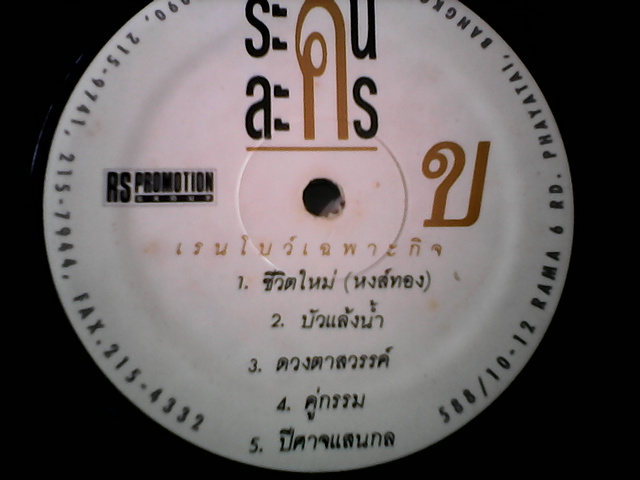 ระคน
ละคร
ข
RS PROMOTION
GROUP
เรนโบว์เฉพาะกิจ
1. ชีวิตใหม่ (หงส์ทอง)
2. บัวแล้งน้ำ
3. ดวงตาสวรรค์
4. คู่กรรม
5. ปีศาจแสนกล
588/10-12 RAMA 6 RD. PHAYATAI, BANGKO
090, 215-9741, 215-7944, FAX.215-4332